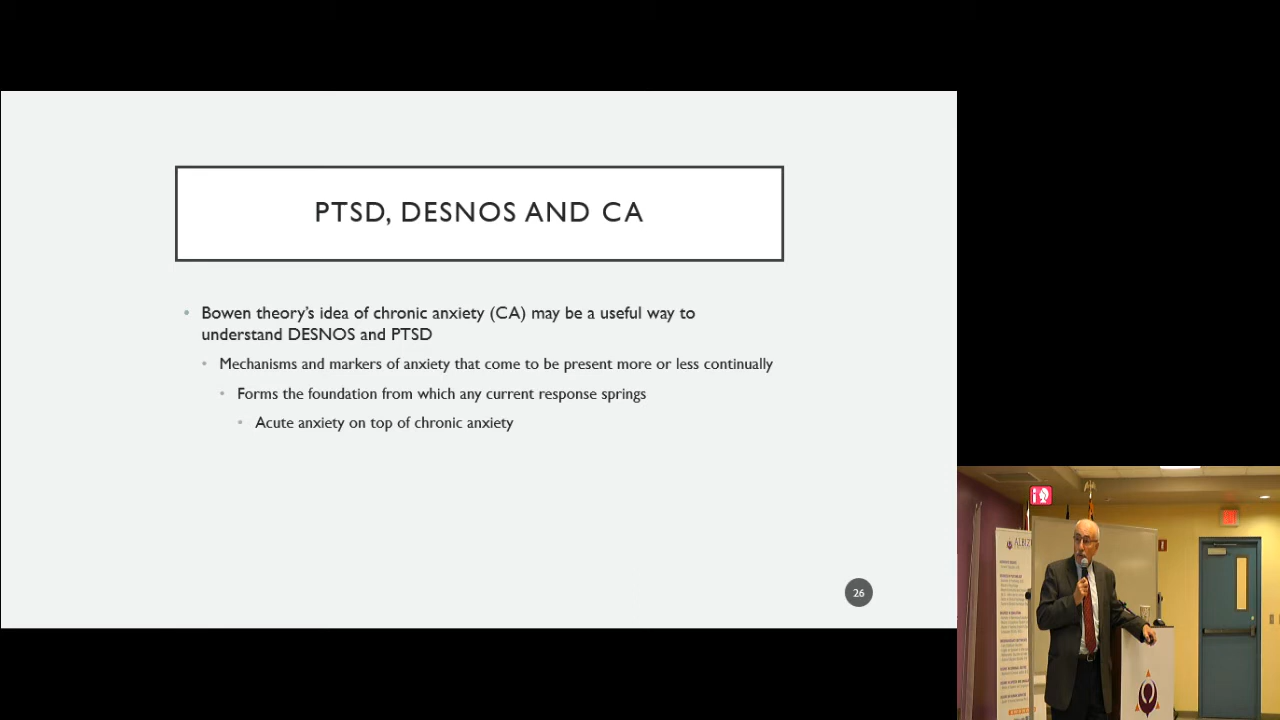 PTSD, DESNOS AND CA
• Bowen theory's idea of chronic anxiety (CA) may be a useful way to
understand DESNOS and PTSD
• Mechanisms and markers of anxiety that come to be present more or less continually
• Forms the foundation from which any current response springs
• Acute anxiety on top of chronic anxiety
26